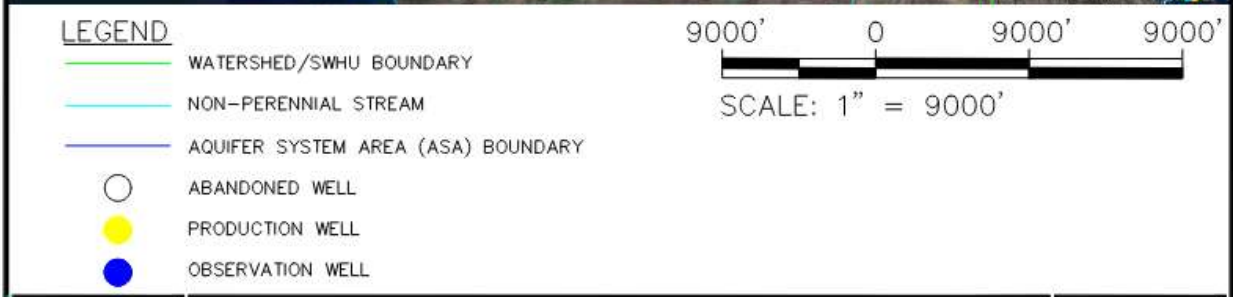 LEGEND
WATERSHED/SWHU BOUNDARY
NON-PERENNIAL STREAM
AQUIFER SYSTEM AREA (ASA) BOUNDARY
ABANDONED WELL
PRODUCTION WELL
OBSERVATION WELL
9000' 0 9000' 9000'
SCALE: 1" = 9000'